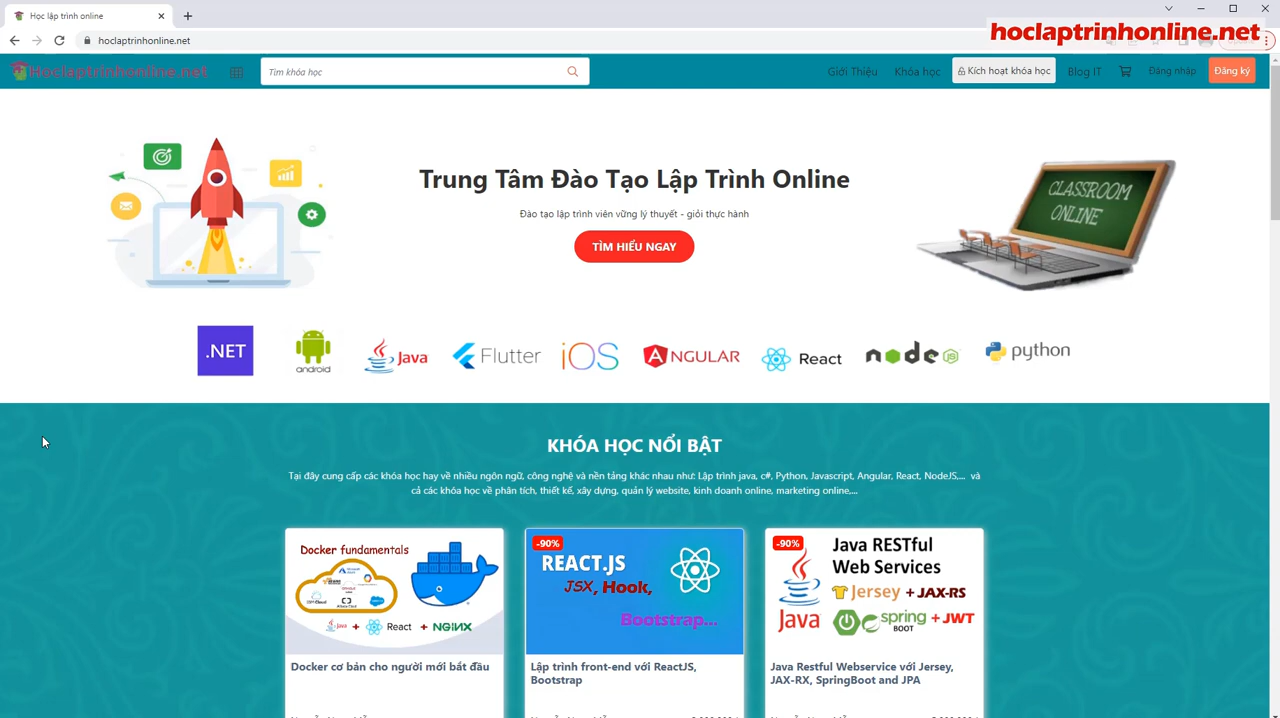 Học lập trình online
hoclaptrinhonline.net
hoclaptrinhonline.net
Hoclaptrinhonline.net
Tìm khóa học
Giới Thiệu
Khóa học
Kích hoạt khóa học
Blog IT
Đăng nhập
Đăng ký
Trung Tâm Đào Tạo Lập Trình Online
Đào tạo lập trình viên vững lý thuyết - giỏi thực hành
TÌM HIỂU NGAY
CLASSROOM
ONLINE
.NET
android
Java
Flutter
iOS
ANGULAR
React
node JS
python
KHÓA HỌC NỔI BẬT
Tại đây cung cấp các khóa học hay về nhiều ngôn ngữ, công nghệ và nền tảng khác nhau như: Lập trình java, c#, Python, Javascript, Angular, React, NodeJS,... và
cả các khóa học về phân tích, thiết kế, xây dựng, quản lý website, kinh doanh online, marketing online,...
Docker fundamentals
Java + React + NGINX
Docker cơ bản cho người mới bắt đầu
-90%
REACT.JS
JSX, Hook,
Bootstrap...
Lập trình front-end với ReactJS,
Bootstrap
-90%
Java RESTful
Web Services
Jersey + JAX-RS
Java
spring
BOOT
+ JWT
Java Restful Webservice với Jersey,
JAX-RX, SpringBoot and JPA